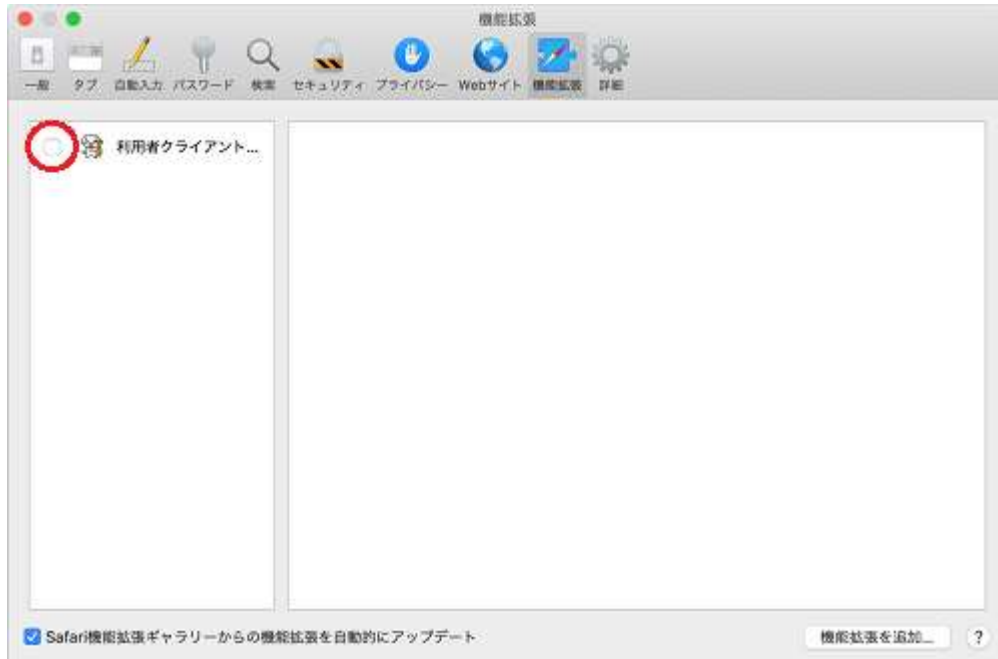 機能拡張
一般 タブ 自動入力 パスワード 検索 セキュリティ プライバシー Webサイト 機能拡張 詳細
利用者クライアント...
Safari機能拡張ギャラリーからの機能拡張を自動的にアップデート
機能拡張を追加... ?